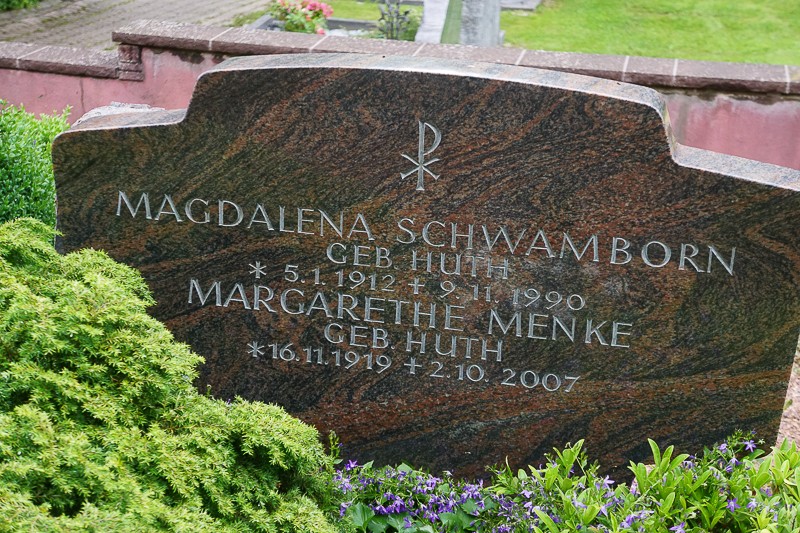 MAGDALENA SCHWAMBORN
GEB. HUTH
* 5.1.1912 + 9.11.1990
MARGARETHE MENKE
GEB. HUTH
*16.11.1919 + 2.10.2007